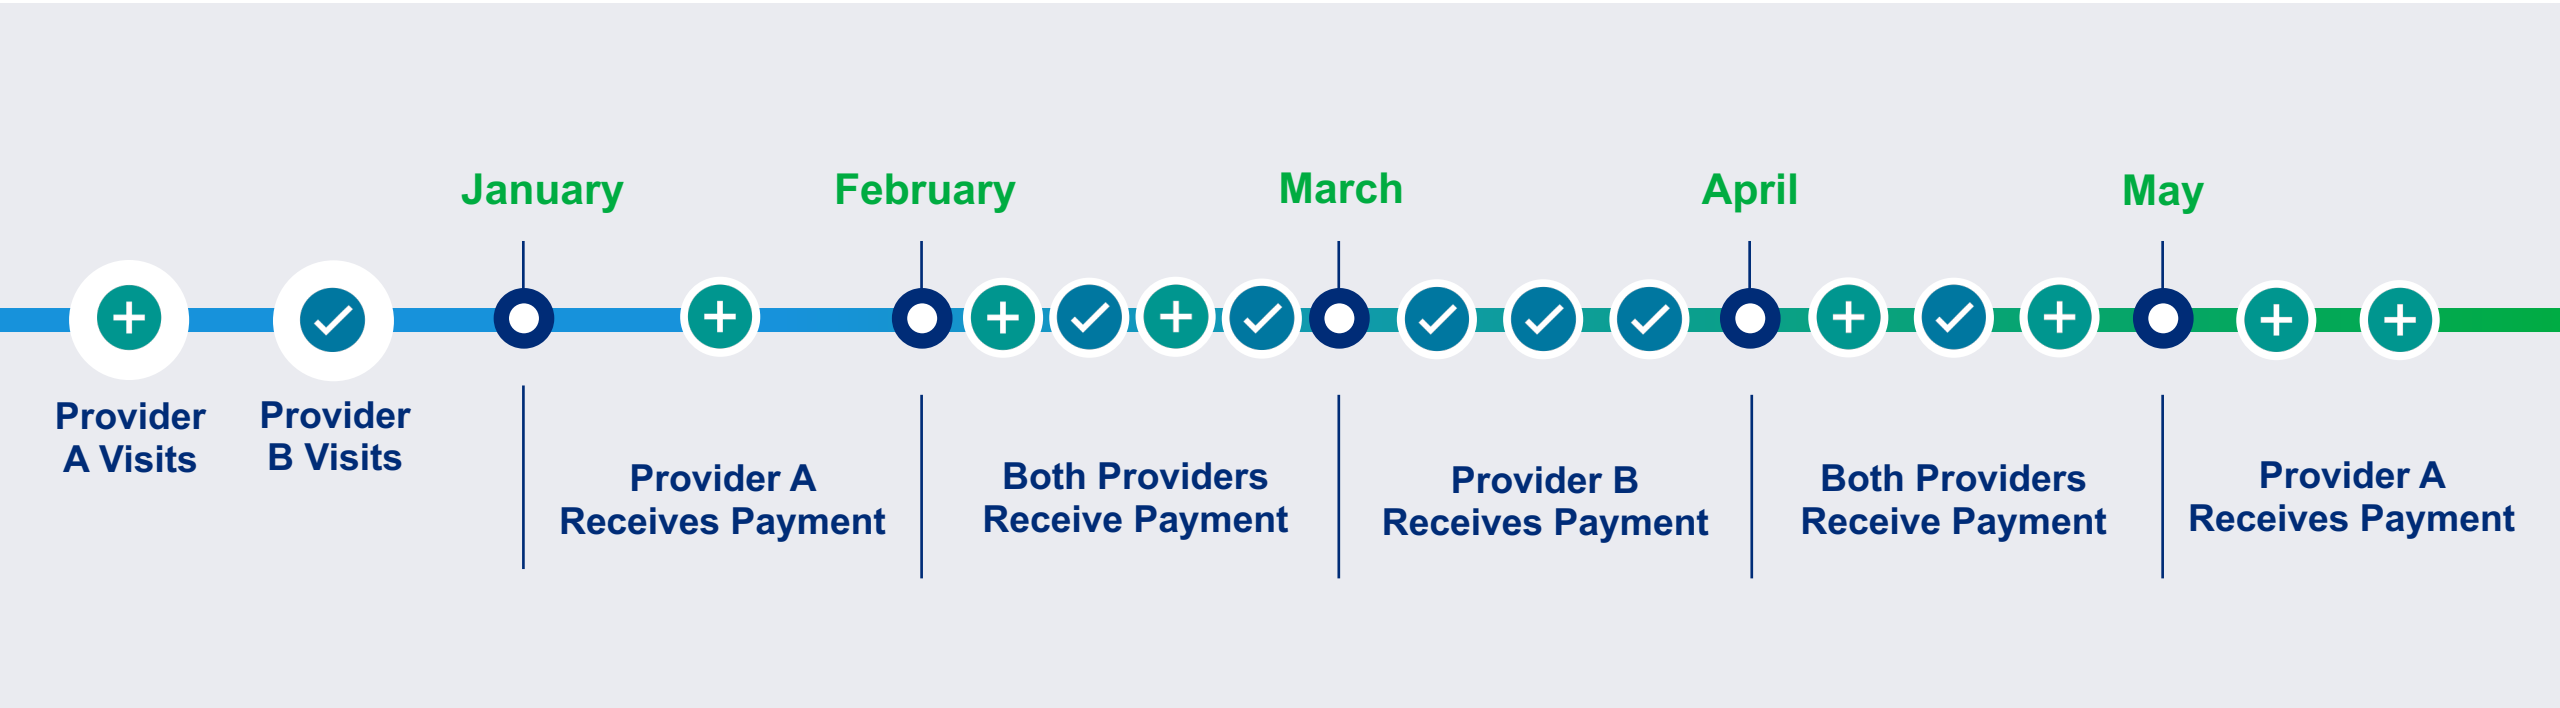 January
February
March
April
May
Provider
A Visits
Provider
B Visits
Provider A
Receives Payment
Both Providers
Receive Payment
Provider B
Receives Payment
Both Providers
Receive Payment
Provider A
Receives Payment